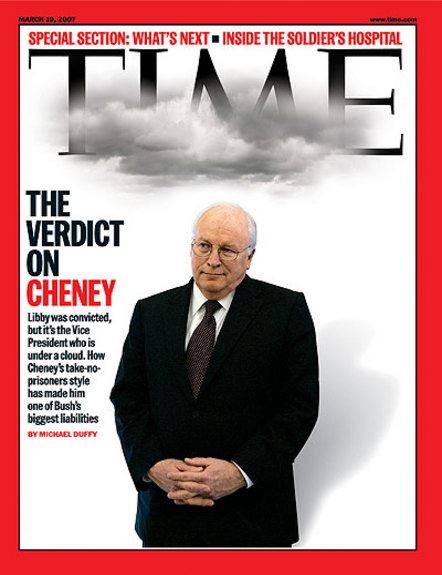 MARCH 19, 2007
www.time.com
SPECIAL SECTION: WHAT'S NEXT ■ INSIDE THE SOLDIER'S HOSPITAL
TIME
THE
VERDICT
ON
CHENEY
Libby was convicted,
but it's the Vice
President who is
under a cloud. How
Cheney's take-no-
prisoners style
has made him
one of Bush's
biggest liabilities
BY MICHAEL DUFFY